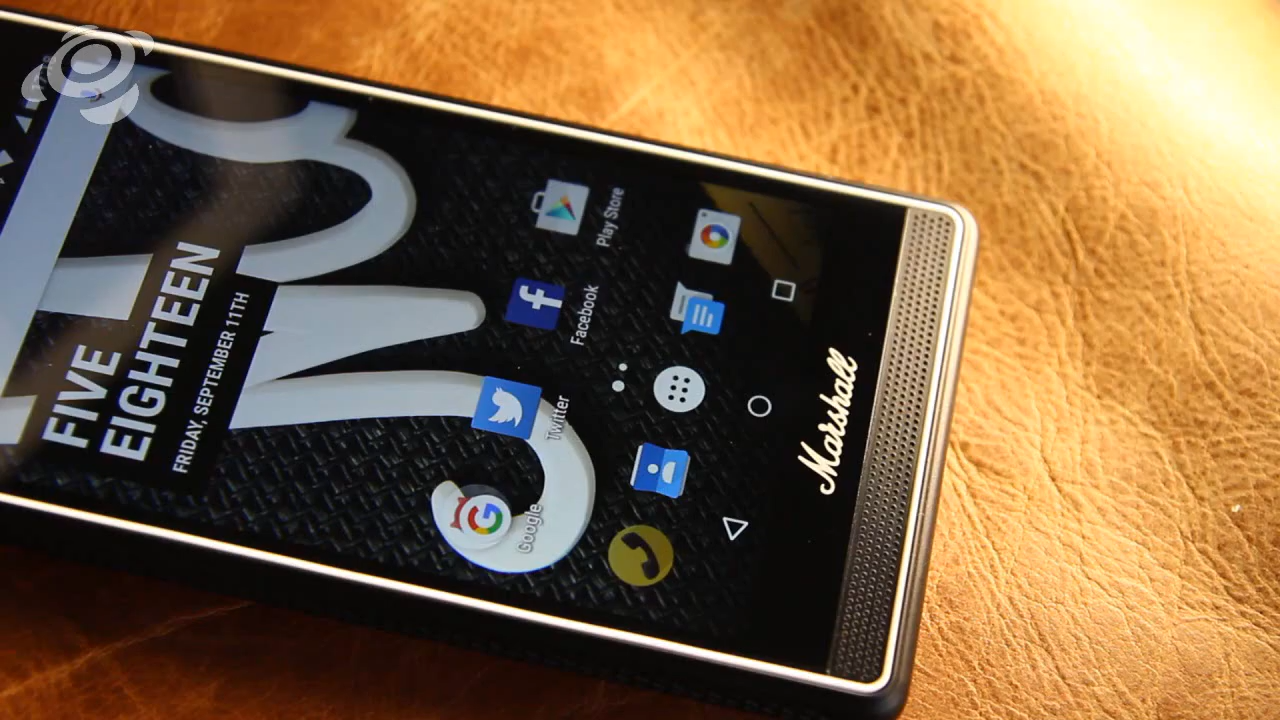 FIVE
EIGHTEEN
FRIDAY, SEPTEMBER 11TH
Google
Twitter
Facebook
Play Store
Marshall